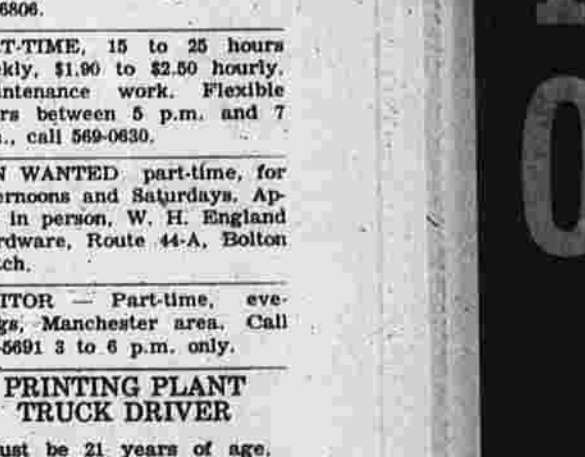 6806.
T-TIME, 15 to 25 hours
kly, $1.90 to $2.50 hourly.
intenance work. Flexible
rs between 5 p.m. and 7
., call 569-0630.
N WANTED part-time, for
ernoons and Saturdays. Ap-
in person, W. H. England
rdware, Route 44-A, Bolton
tch.
ITOR — Part-time, eve-
gs, Manchester area. Call
-5691 3 to 6 p.m. only.
PRINTING PLANT
TRUCK DRIVER
ust be 21 years of age.
0